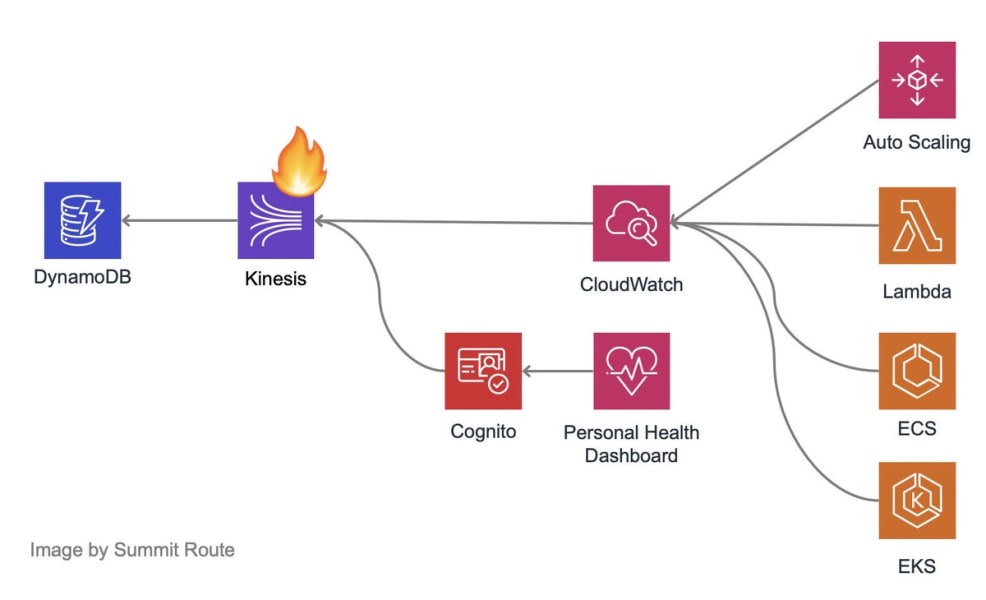 Auto Scaling
DynamoDB
Kinesis
CloudWatch
Lambda
Cognito
Personal Health
Dashboard
ECS
K
EKS
Image by Summit Route